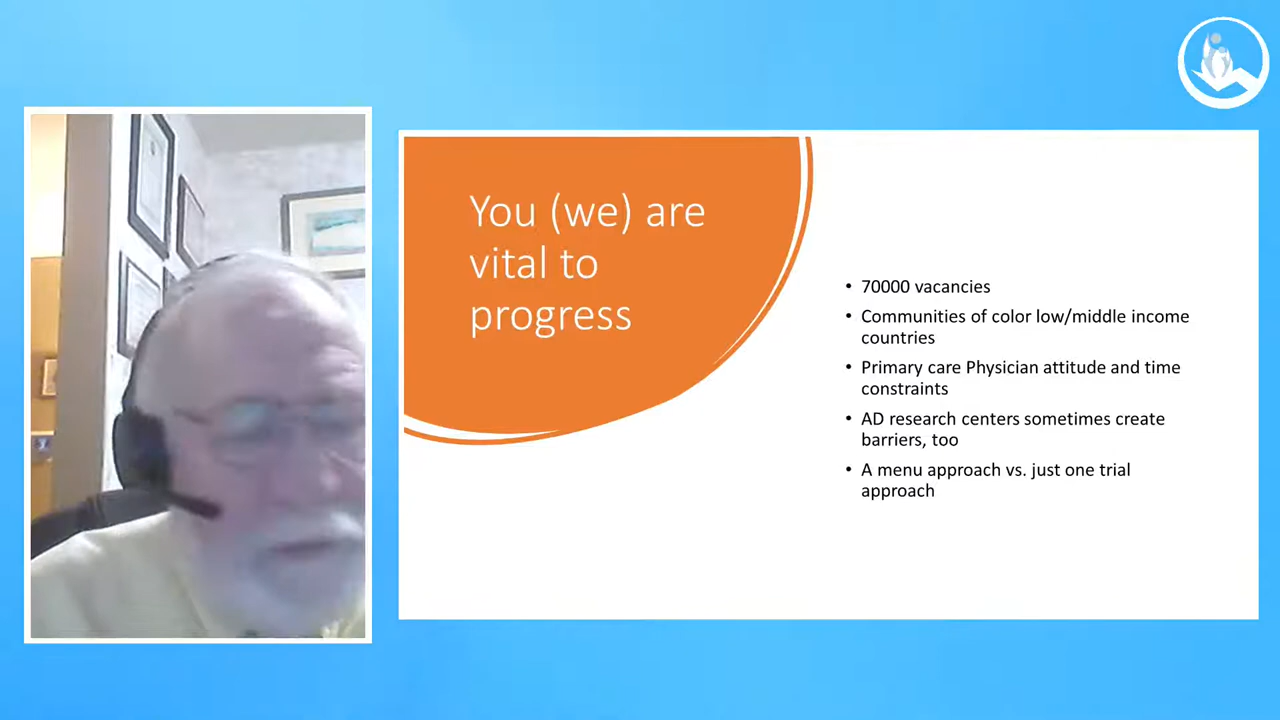 You (we) are
vital to
progress
• 70000 vacancies
• Communities of color low/middle income
countries
• Primary care Physician attitude and time
constraints
• AD research centers sometimes create
barriers, too
• A menu approach vs. just one trial
approach